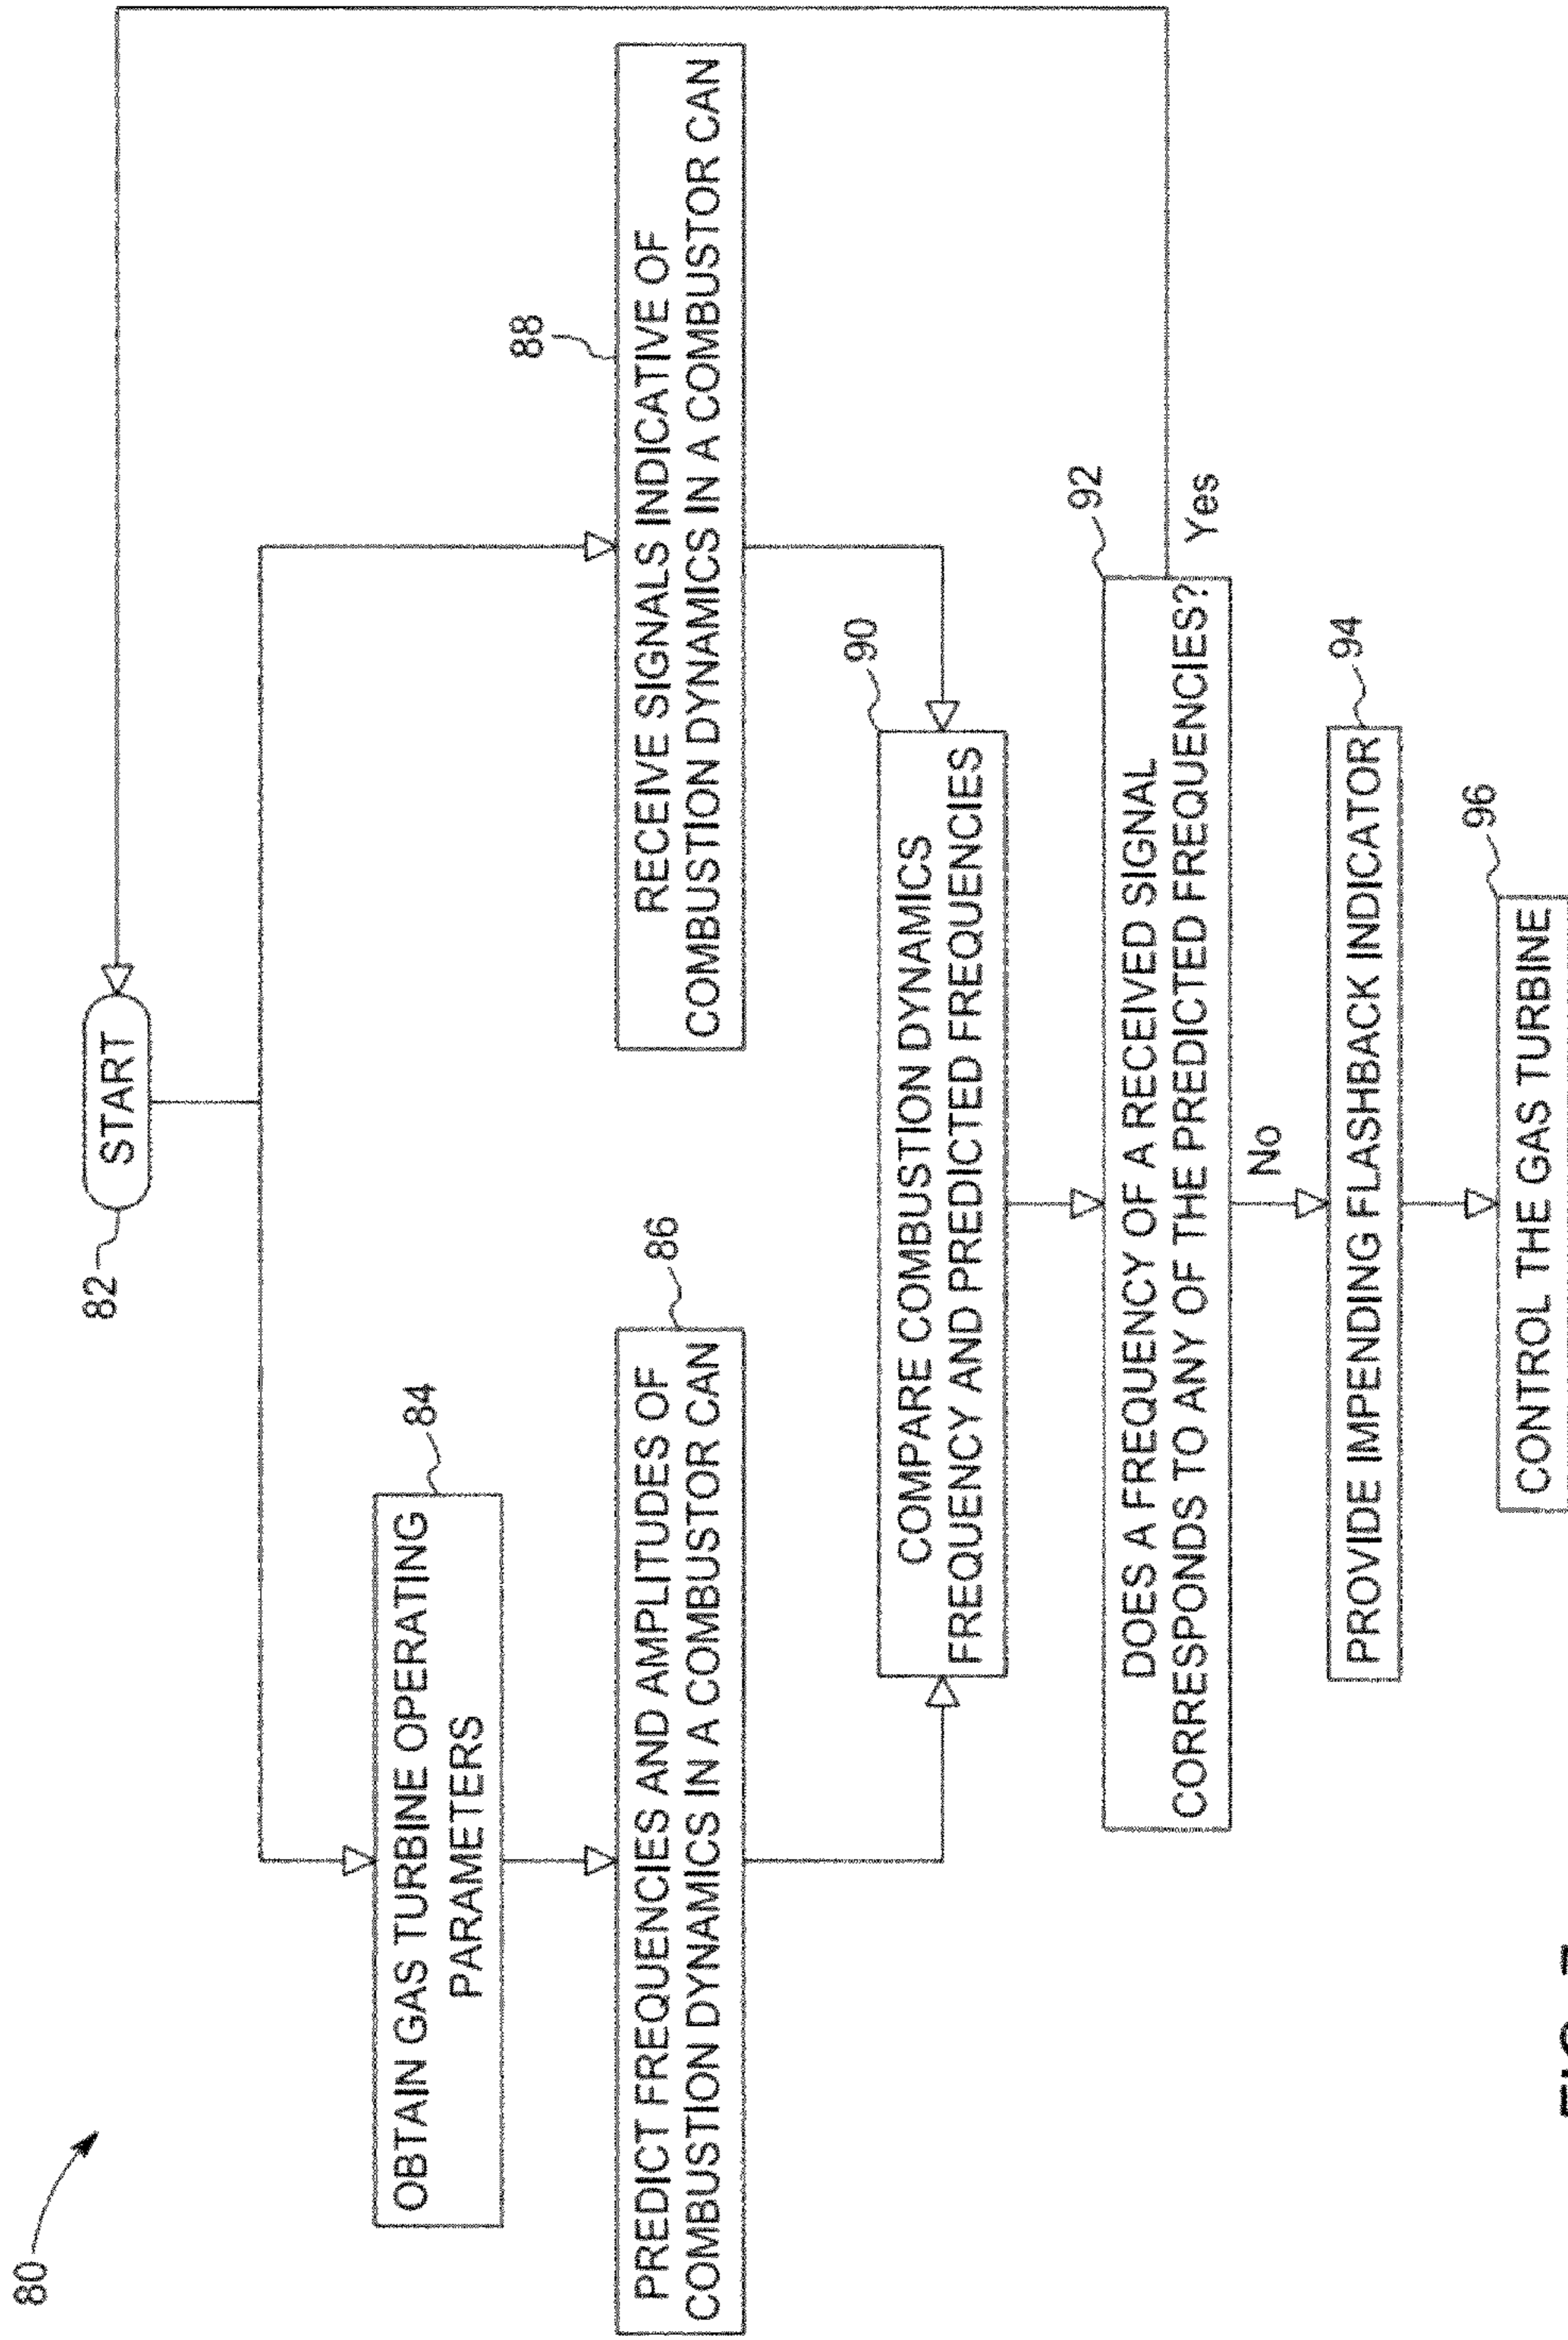 80
82
START
OBTAIN GAS TURBINE OPERATING
PARAMETERS
84
PREDICT FREQUENCIES AND AMPLITUDES OF
COMBUSTION DYNAMICS IN A COMBUSTOR CAN
86
RECEIVE SIGNALS INDICATIVE OF
COMBUSTION DYNAMICS IN A COMBUSTOR CAN
88
COMPARE COMBUSTION DYNAMICS
FREQUENCY AND PREDICTED FREQUENCIES
90
DOES A FREQUENCY OF A RECEIVED SIGNAL
CORRESPONDS TO ANY OF THE PREDICTED FREQUENCIES?
92
Yes
No
PROVIDE IMPENDING FLASHBACK INDICATOR
94
CONTROL THE GAS TURBINE
96
FIG.